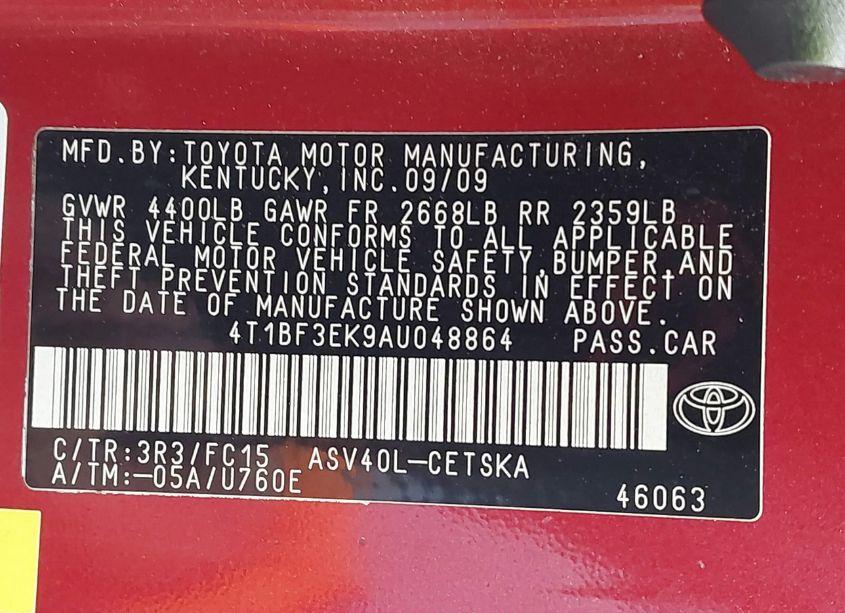 MFD.BY:TOYOTA MOTOR MANUFACTURING,
KENTUCKY,INC.09/09
GVWR 4400LB GAWR FR 2668LB RR 2359LB
THIS VEHICLE CONFORMS TO ALL APPLICABLE
FEDERAL MOTOR VEHICLE SAFETY,BUMPER,AND
THEFT PREVENTION STANDARDS IN EFFECT ON
THE DATE OF MANUFACTURE SHOWN ABOVE.
4T1BF3EK9AU048864 PASS.CAR
C/TR:3R3/FC15 ASV40L-CETSKA
A/TM:-05A/U760E
46063